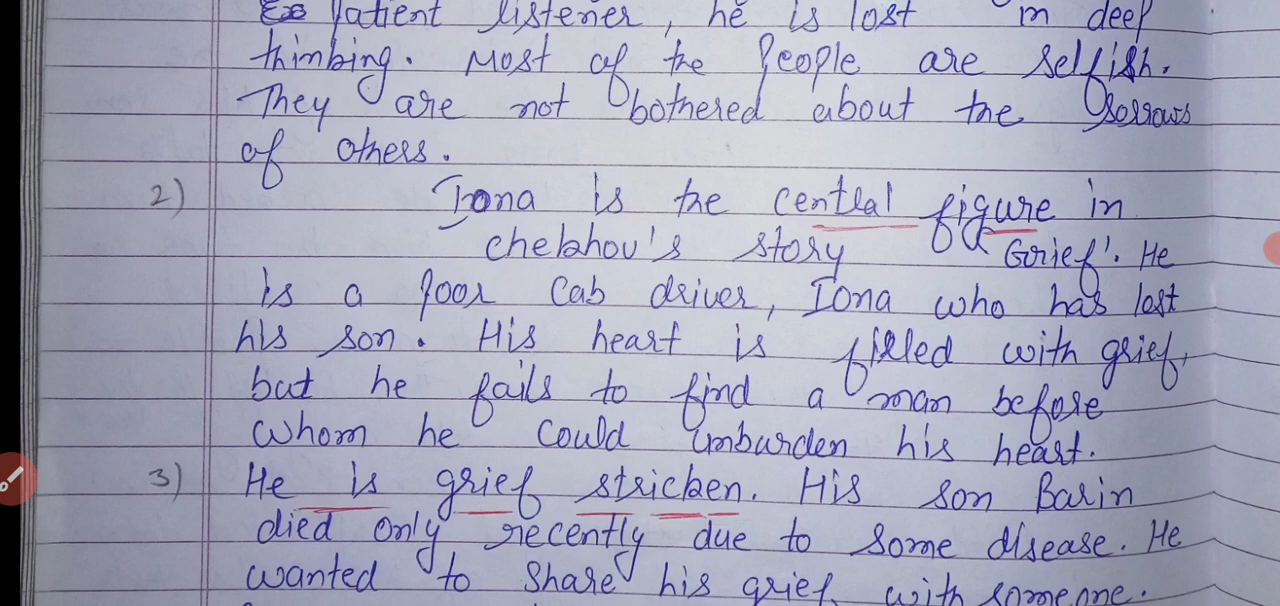 Patient listener, he is lost in deep
thinking. Most of the People are selfish.
They are not bothered about the sorrows
of others.
2) Iona is the central figure in
chekhov's story Grief'. He
is a poor Cab driver, Iona who has lost
his son. His heart is filled with grief,
but he fails to find a man before
whom he could unburden his heart.
3) He is grief stricken. His son Barin
died only recently due to some disease. He
wanted to share his grief with someone.